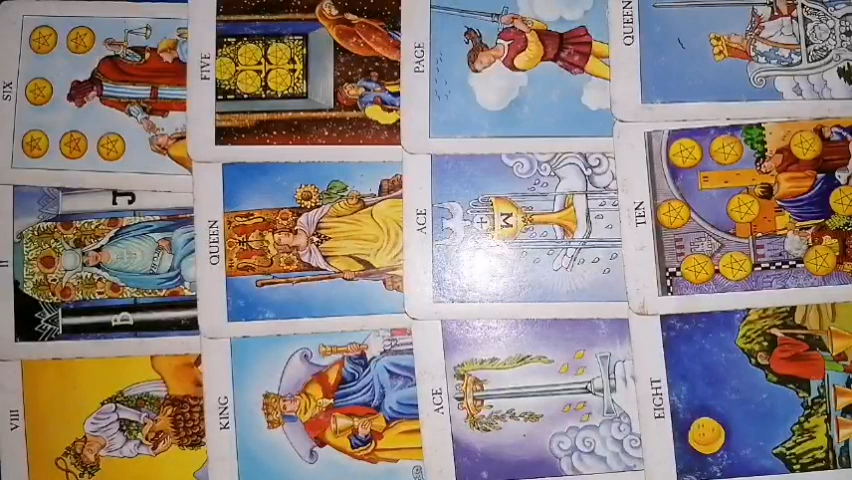 SIX
FIVE
PAGE
QUEEN
II
J
B
QUEEN
ACE
M
TEN
VIII
KING
ACE
EIGHT